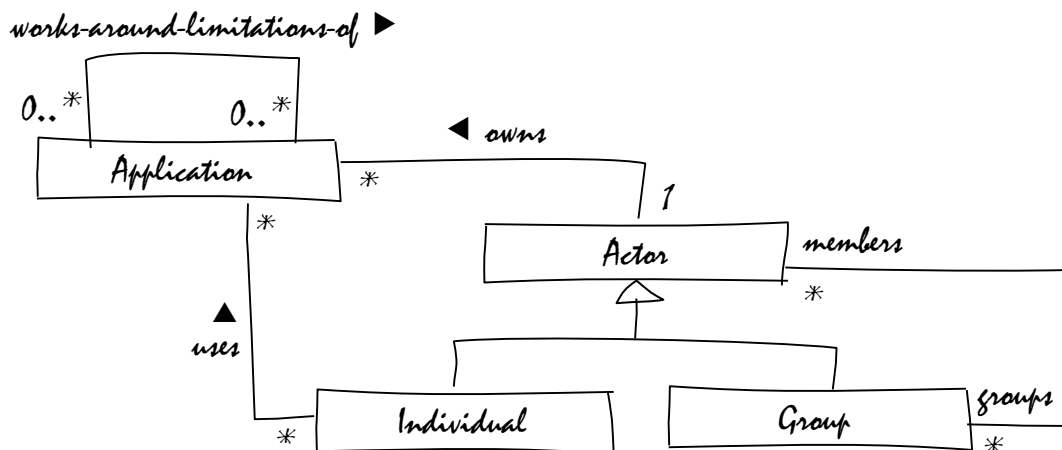 works-around-limitations-of ▶
0..*
0..*
◀ owns
Application
*
1
*
Actor
members
*
▲
uses
groups
Individual
Group
*
*